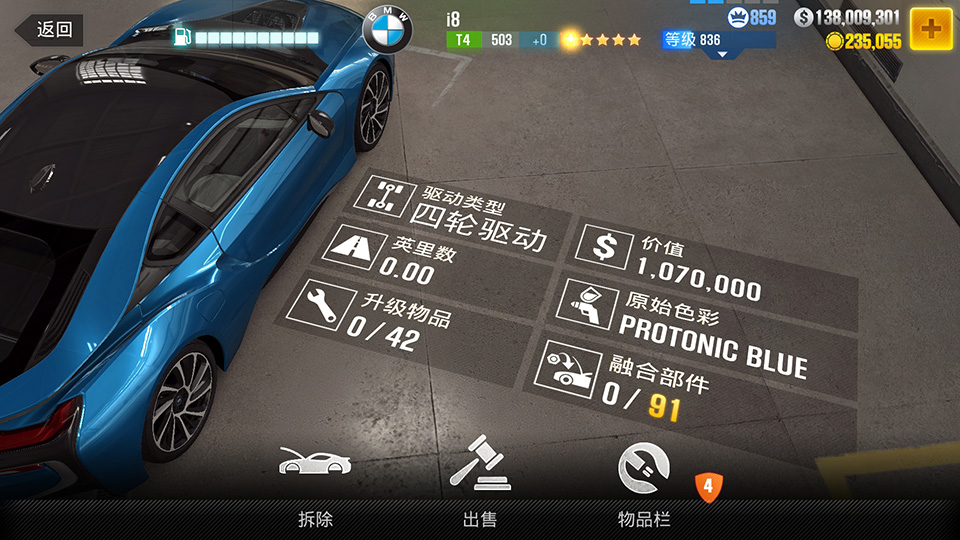 返回
BMW
i8
T4 503 +0
等级 836
859
138,009,301
235,055
驱动类型
四轮驱动
英里数
0.00
升级物品
0/42
价值
1,070,000
原始色彩
PROTONIC BLUE
融合部件
0/91
拆除
出售
物品栏
4